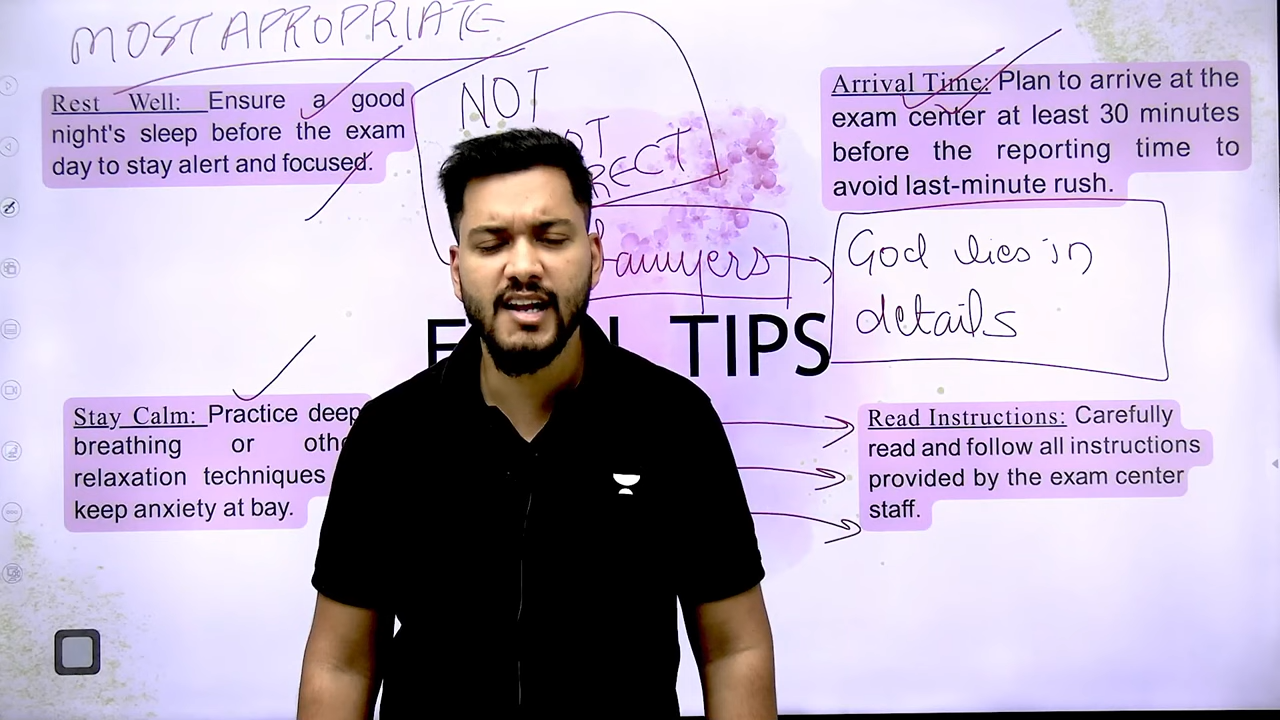 MOST APROPRIATE
Rest Well: Ensure a good
night's sleep before the exam
day to stay alert and focused.
NOT
Lawyers
Arrival Time: Plan to arrive at the
exam center at least 30 minutes
before the reporting time to
avoid last-minute rush.
God lies in
details
TIPS
Stay Calm: Practice deep
breathing or
relaxation techniques
keep anxiety at bay.
Read Instructions: Carefully
read and follow all instructions
provided by the exam center
staff.